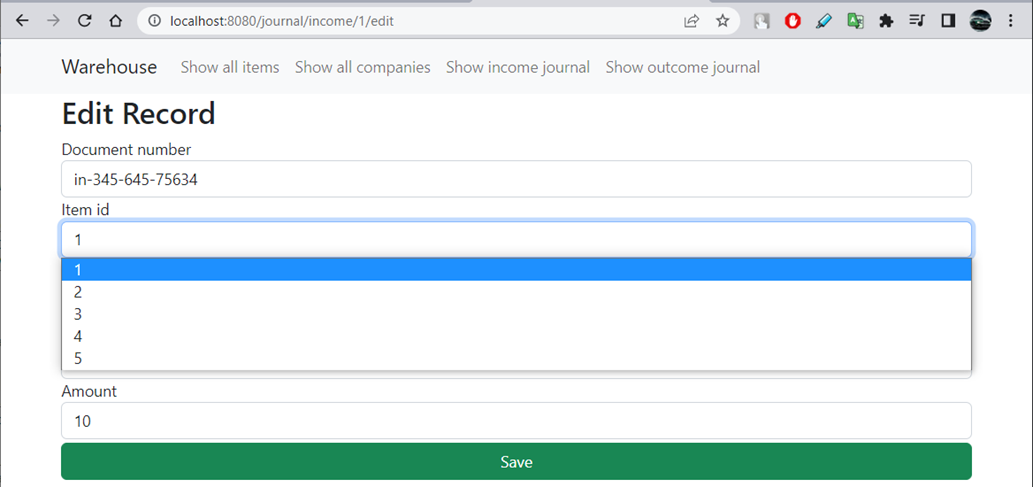 localhost:8080/journal/income/1/edit
Warehouse Show all items Show all companies Show income journal Show outcome journal
Edit Record
Document number
in-345-645-75634
Item id
1
1
2
3
4
5
Amount
10
Save